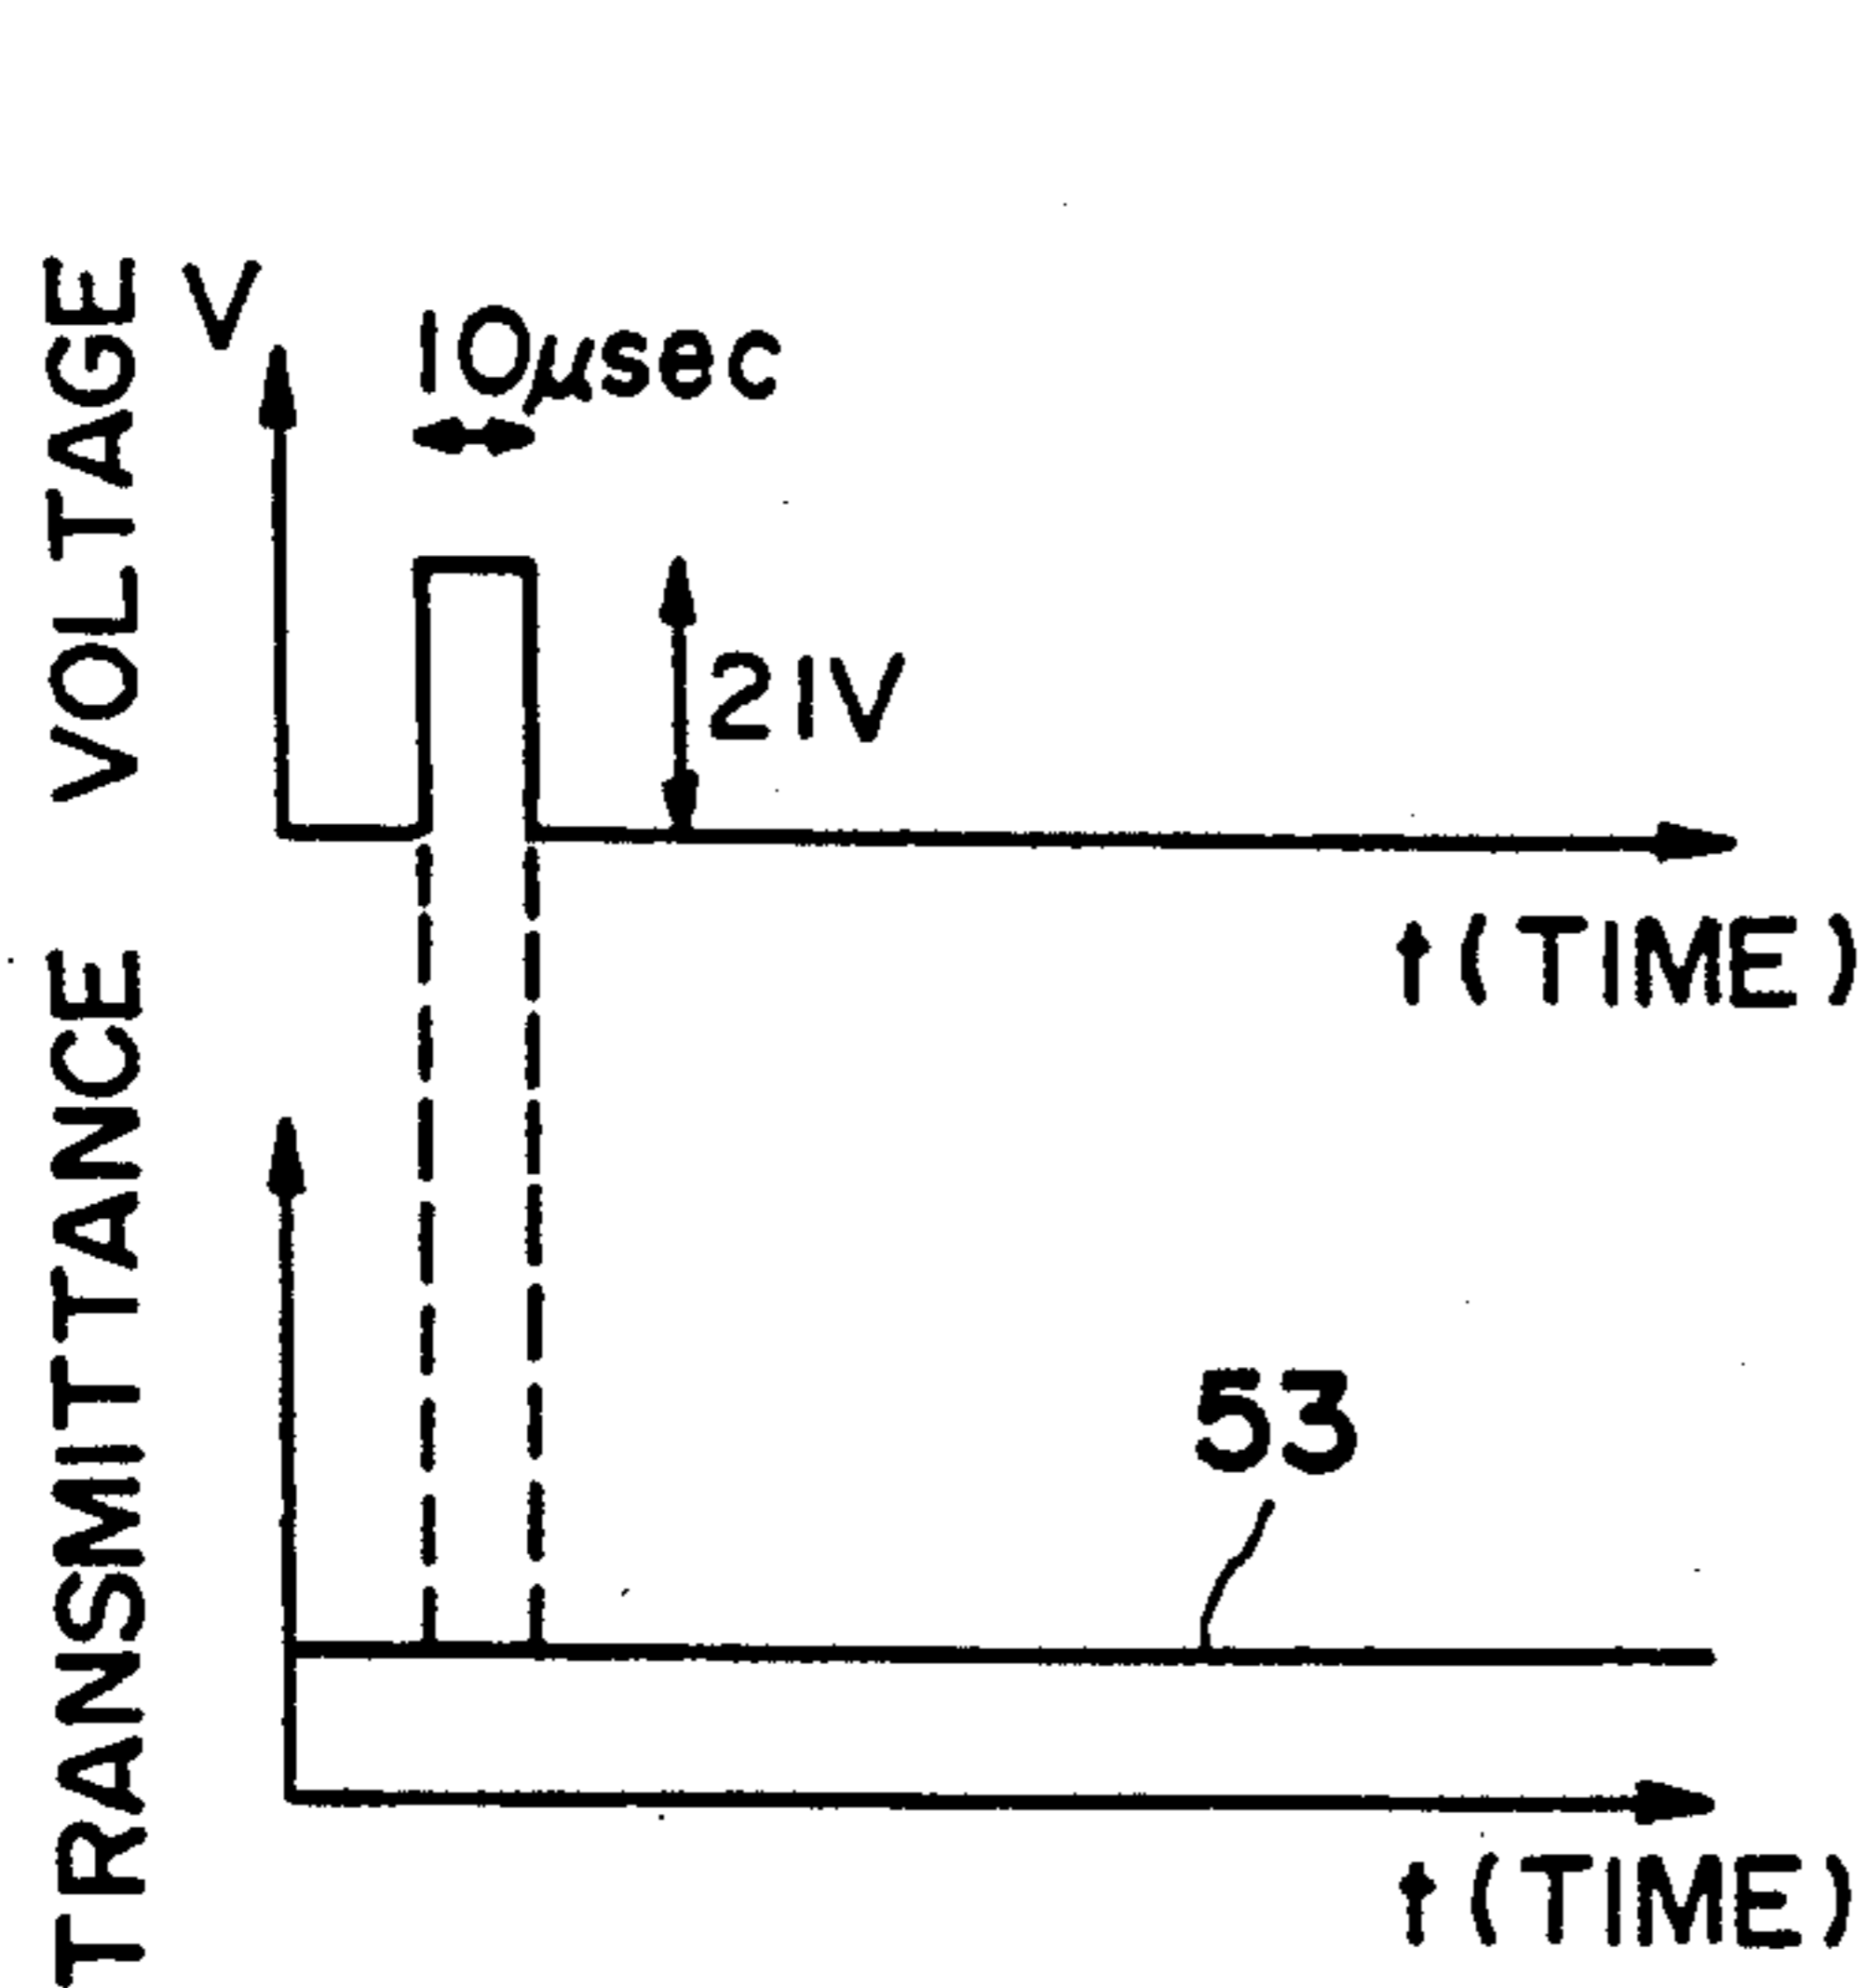 VOLTAGE
V
10μsec
21V
t (TIME)
TRANSMITTANCE
53
t (TIME)